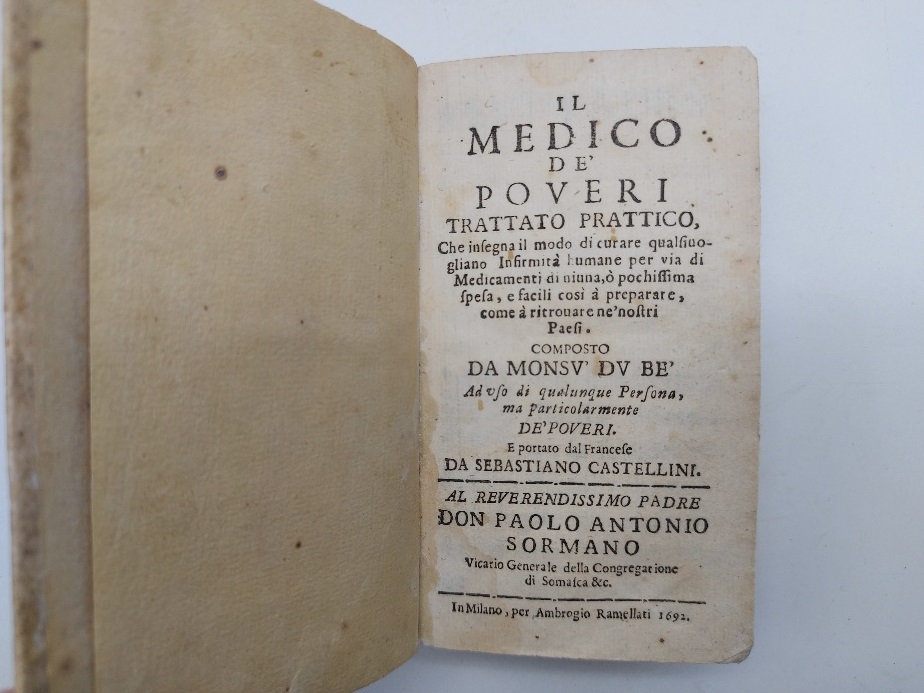 IL
MEDICO
DE'
POVERI
TRATTATO PRATTICO,
Che insegna il modo di curare qualsiuo-
gliano Infirmità humane per via di
Medicamenti di niuna, ò pochissima
spesa, e facili così à preparare,
come à ritrouare ne' nostri
Paesi.
COMPOSTO
DA MONSV' DV BE'
Ad vso di qualunque Persona,
ma particolarmente
DE' POVERI.
E portato dal Francese
DA SEBASTIANO CASTELLINI.
AL REVERENDISSIMO PADRE
DON PAOLO ANTONIO
SORMANO
Vicario Generale della Congregatione
di Somasca &c.
In Milano, per Ambrogio Ramellati 1692.